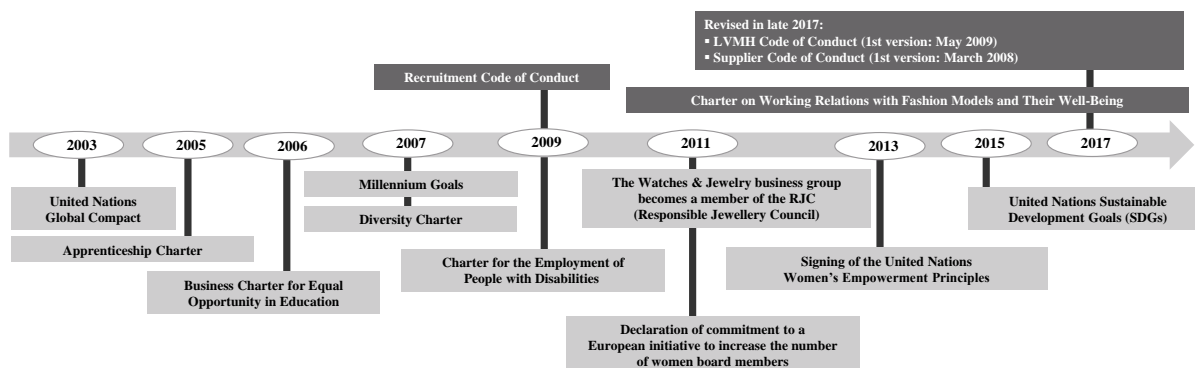 Revised in late 2017:
▪ LVMH Code of Conduct (1st version: May 2009)
▪ Supplier Code of Conduct (1st version: March 2008)
Recruitment Code of Conduct
Charter on Working Relations with Fashion Models and Their Well-Being
2003
2005
2006
2007
2009
2011
2013
2015
2017
United Nations
Global Compact
Apprenticeship Charter
Business Charter for Equal
Opportunity in Education
Millennium Goals
Diversity Charter
Charter for the Employment of
People with Disabilities
The Watches & Jewelry business group
becomes a member of the RJC
(Responsible Jewellery Council)
Declaration of commitment to a
European initiative to increase the number
of women board members
Signing of the United Nations
Women's Empowerment Principles
United Nations Sustainable
Development Goals (SDGs)